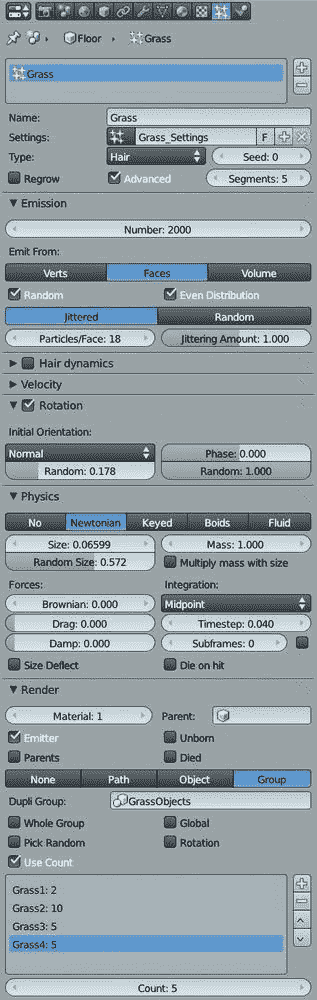 Floor Grass
Grass
Name: Grass
Settings: Grass_Settings F
Type: Hair Seed: 0
Regrow Advanced Segments: 5
Emission
Number: 2000
Emit From:
Verts Faces Volume
Random Even Distribution
Jittered Random
Particles/Face: 18 Jittering Amount: 1.000
Hair dynamics
Velocity
Rotation
Initial Orientation:
Normal Phase: 0.000
Random: 0.178 Random: 1.000
Physics
No Newtonian Keyed Boids Fluid
Size: 0.06599 Mass: 1.000
Random Size: 0.572 Multiply mass with size
Forces: Integration:
Brownian: 0.000 Midpoint
Drag: 0.000 Timestep: 0.040
Damp: 0.000 Subframes: 0
Size Deflect Die on hit
Render
Material: 1 Parent:
Emitter Unborn
Parents Died
None Path Object Group
Dupli Group: GrassObjects
Whole Group Global
Pick Random Rotation
Use Count
Grass1: 2
Grass2: 10
Grass3: 5
Grass4: 5
Count: 5